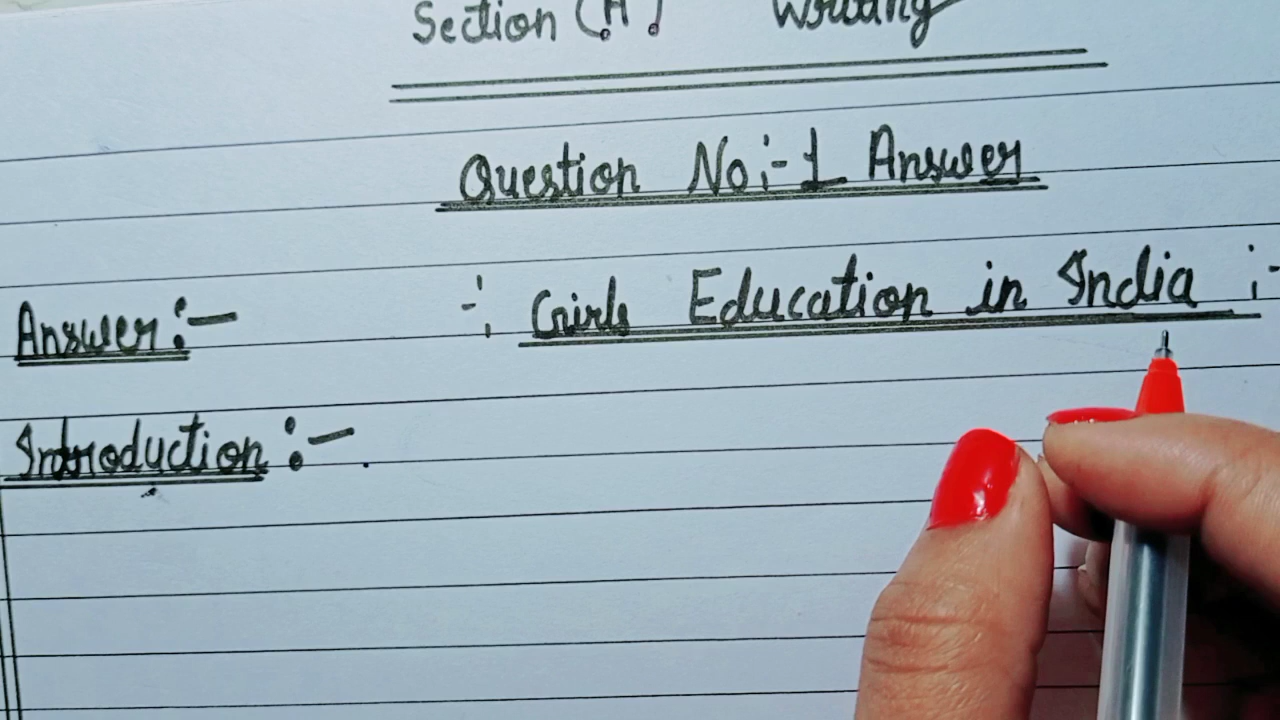 Section (A) Writing
Question No:-1 Answer
Answer:- -: Girls Education in India :-
Introduction:-